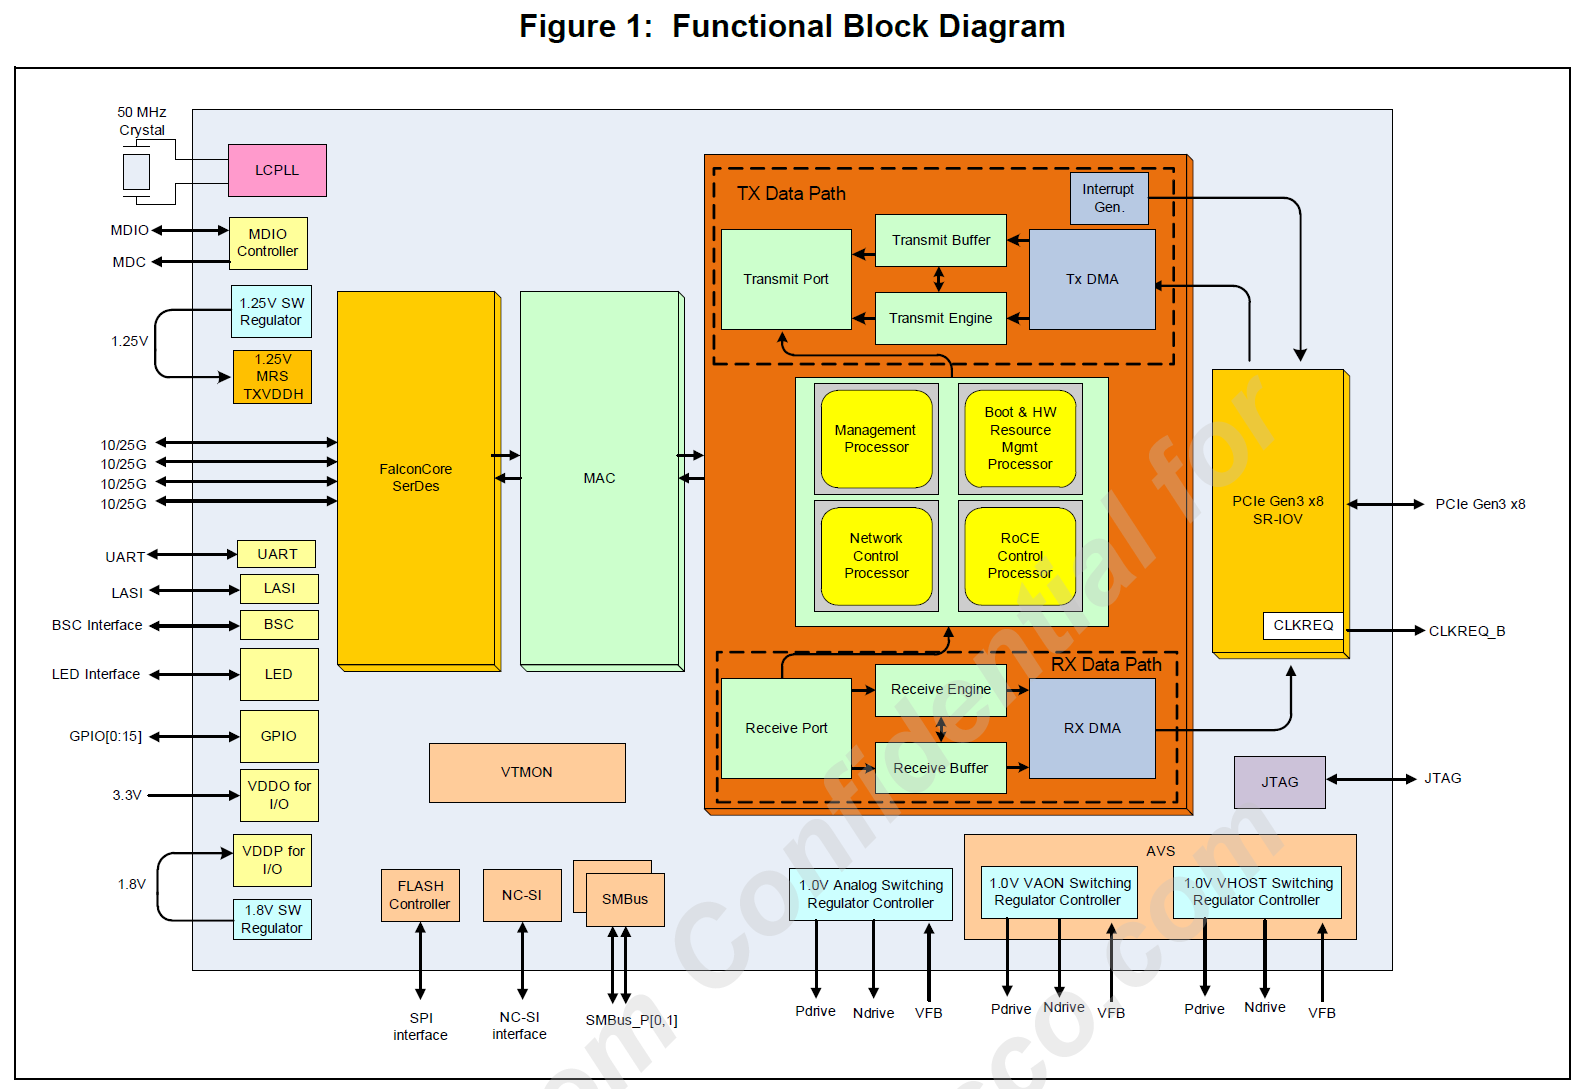 Figure 1: Functional Block Diagram
50 MHz
Crystal
LCPLL
MDIO
MDC
MDIO
Controller
1.25V SW
Regulator
1.25V
1.25V
MRS
TXVDDH
10/25G
10/25G
10/25G
10/25G
FalconCore
SerDes
MAC
UART
UART
LASI
LASI
BSC Interface
BSC
LED Interface
LED
GPIO[0:15]
GPIO
3.3V
VDDO for
I/O
VDDP for
I/O
1.8V
1.8V SW
Regulator
VTMON
TX Data Path
Interrupt
Gen.
Transmit Port
Transmit Buffer
Transmit Engine
Tx DMA
Management
Processor
Boot & HW
Resource
Mgmt
Processor
Network
Control
Processor
RoCE
Control
Processor
RX Data Path
Receive Port
Receive Engine
Receive Buffer
RX DMA
PCIe Gen3 x8
SR-IOV
CLKREQ
PCIe Gen3 x8
CLKREQ_B
JTAG
JTAG
FLASH
Controller
SPI
interface
NC-SI
NC-SI
interface
SMBus
SMBus_P[0,1]
1.0V Analog Switching
Regulator Controller
Pdrive
Ndrive
VFB
AVS
1.0V VAON Switching
Regulator Controller
Pdrive
Ndrive
VFB
1.0V VHOST Switching
Regulator Controller
Pdrive
Ndrive
VFB
Confidential for